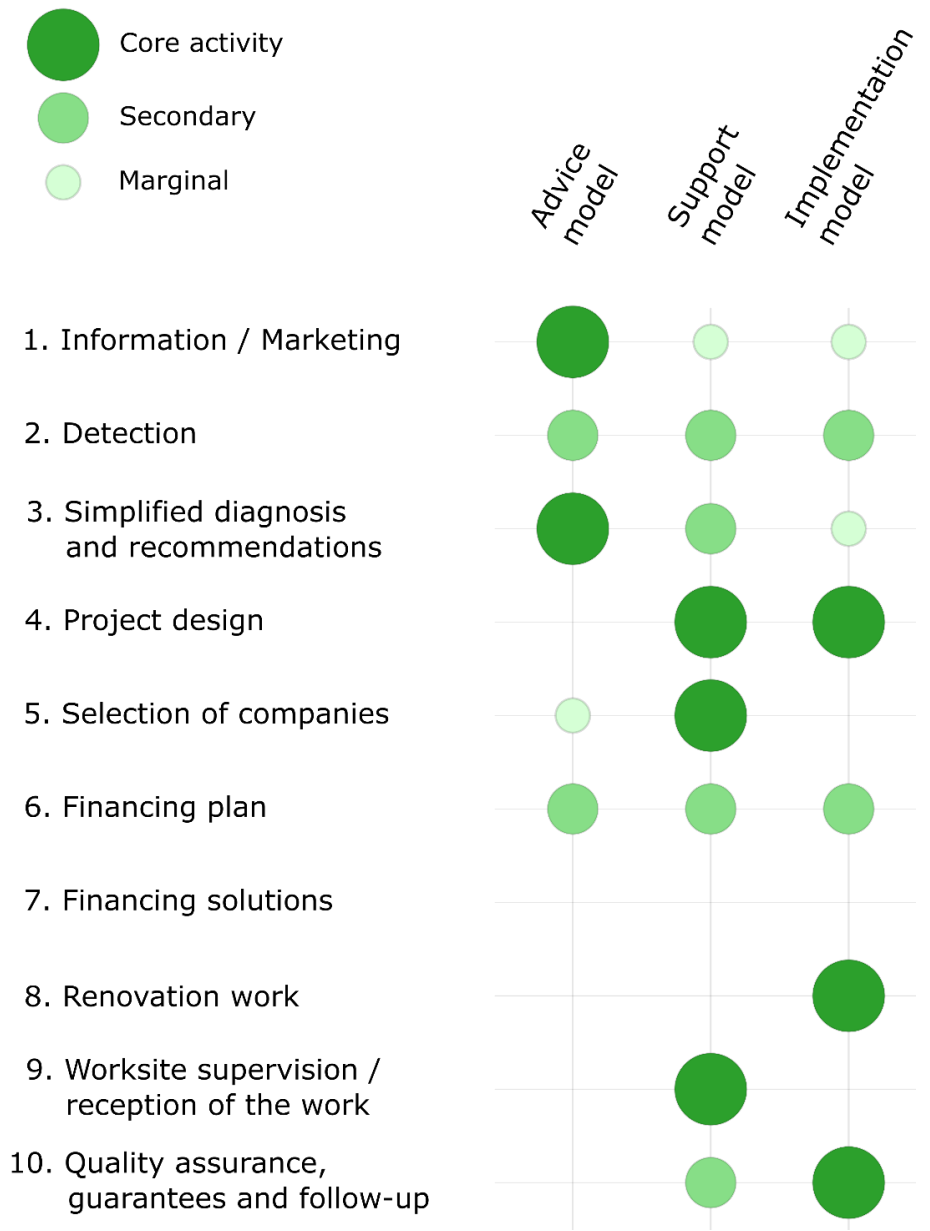 Core activity
Secondary
Marginal
Advice
model
Support
model
Implementation
model
1. Information / Marketing
2. Detection
3. Simplified diagnosis
and recommendations
4. Project design
5. Selection of companies
6. Financing plan
7. Financing solutions
8. Renovation work
9. Worksite supervision /
reception of the work
10. Quality assurance,
guarantees and follow-up